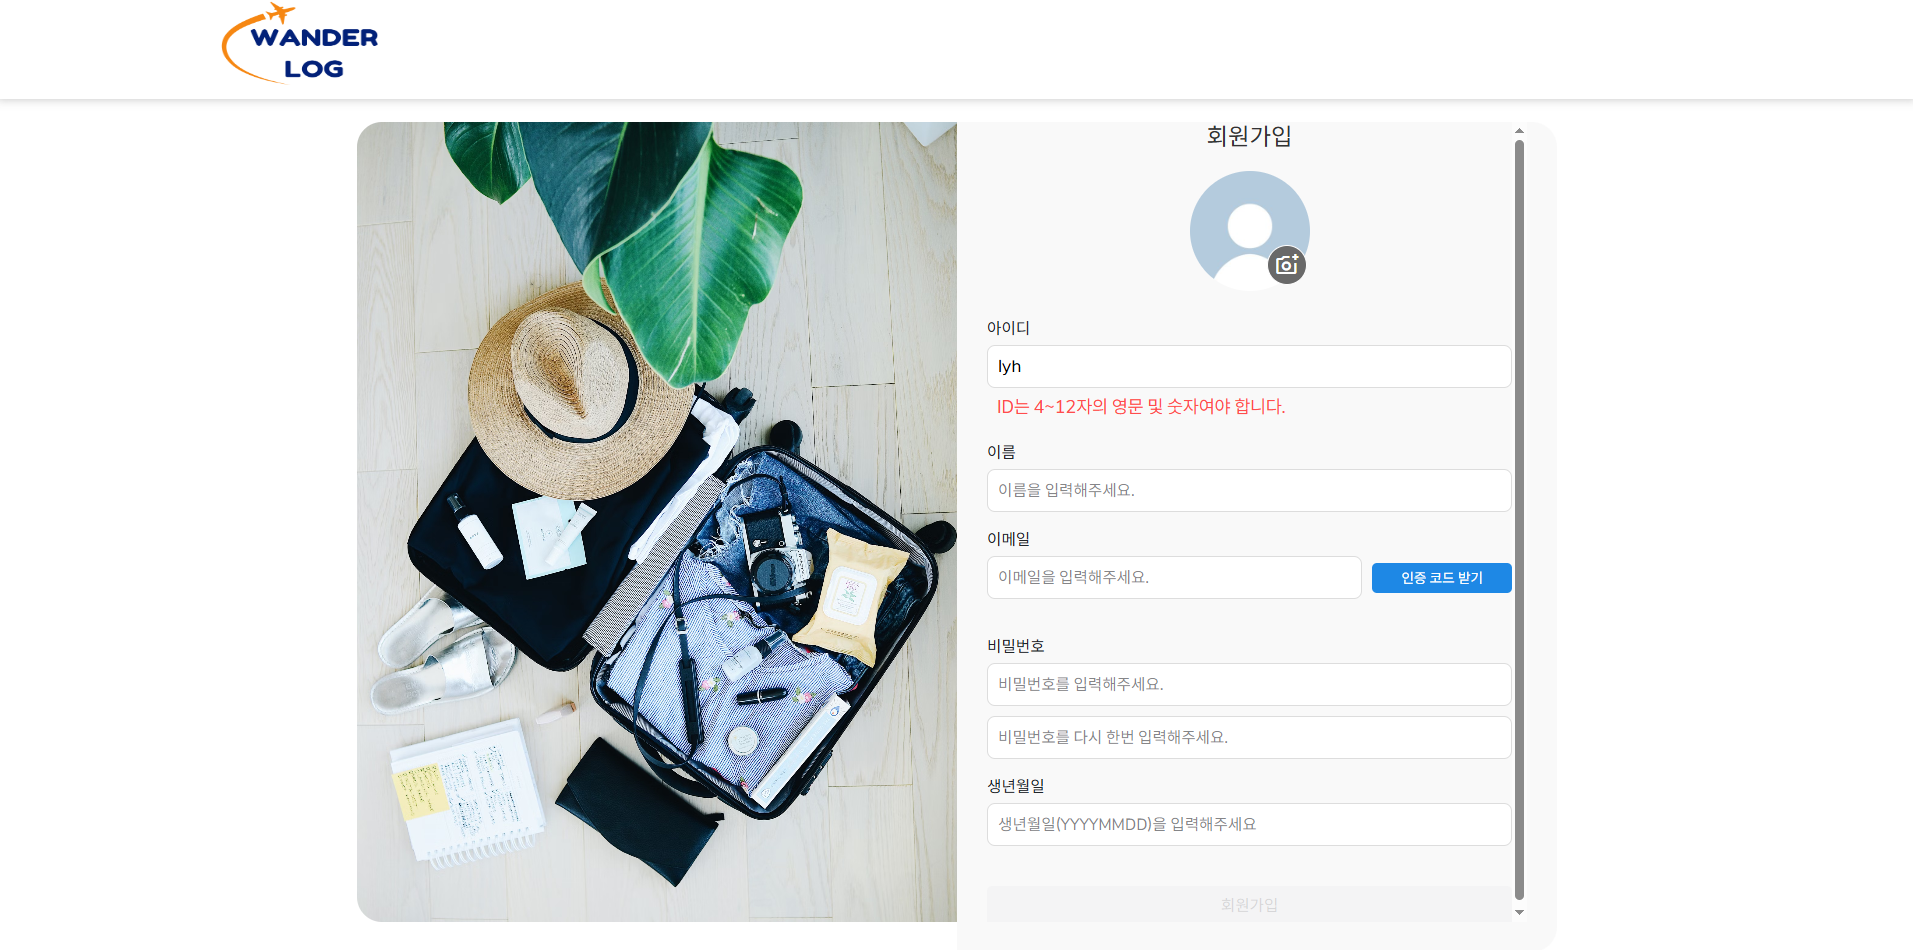 WANDER
LOG
회원가입
아이디
lyh
ID는 4~12자의 영문 및 숫자여야 합니다.
이름
이름을 입력해주세요.
이메일
이메일을 입력해주세요.
인증 코드 받기
비밀번호
비밀번호를 입력해주세요.
비밀번호를 다시 한번 입력해주세요.
생년월일
생년월일(YYYYMMDD)을 입력해주세요
회원가입